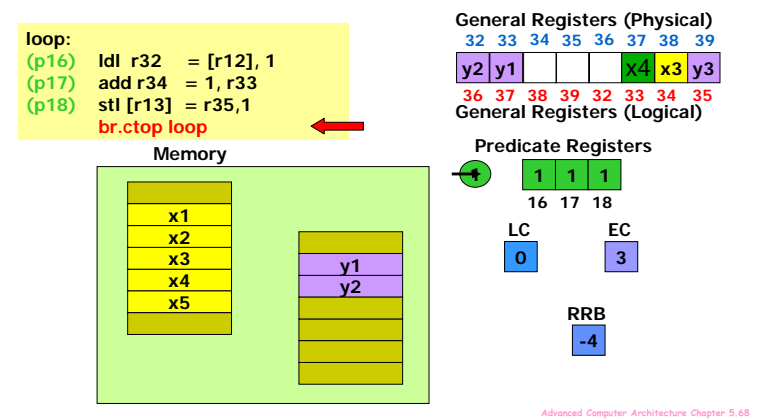 loop:
(p16) ldl r32 = [r12], 1
(p17) add r34 = 1, r33
(p18) stl [r13] = r35,1
br.ctop loop
General Registers (Physical)
32 33 34 35 36 37 38 39
y2 y1 x4 x3 y3
36 37 38 39 32 33 34 35
General Registers (Logical)
Memory
x1
x2
x3
x4
x5
y1
y2
Predicate Registers
1 1 1 1
16 17 18
LC EC
0 3
RRB
-4
Advanced Computer Architecture Chapter 5.68